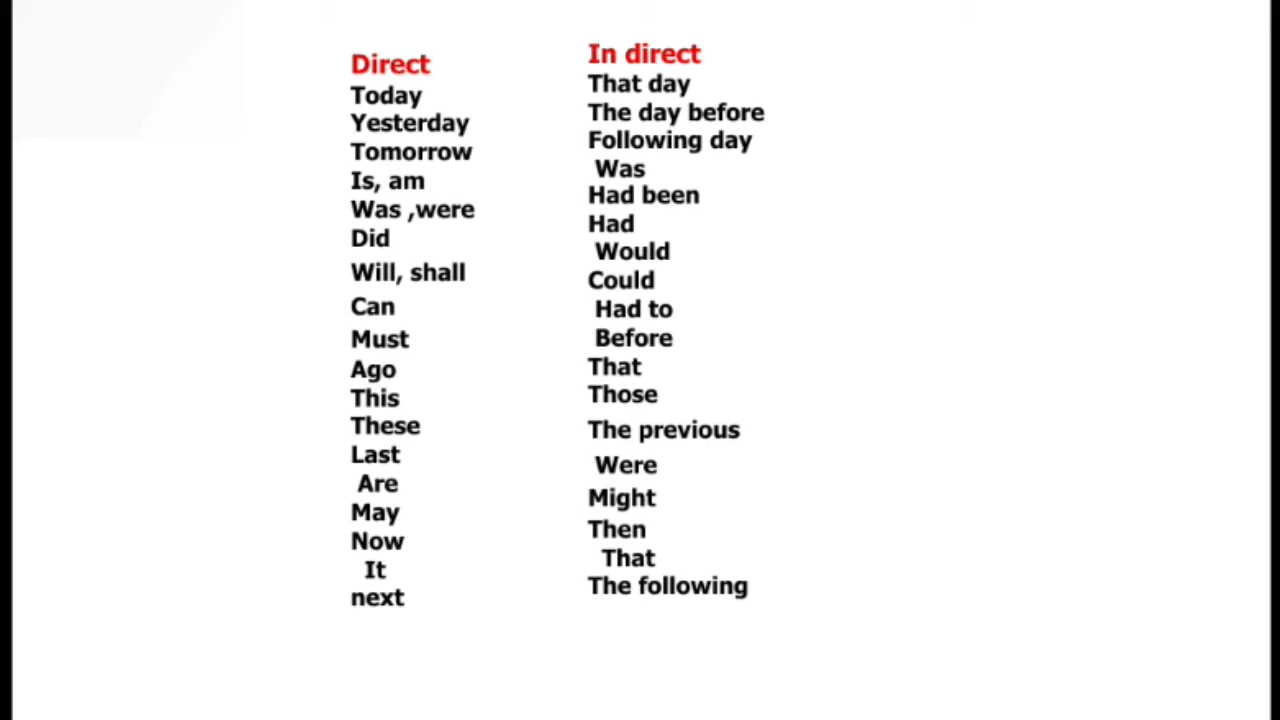 Direct
Today
Yesterday
Tomorrow
Is, am
Was ,were
Did
Will, shall
Can
Must
Ago
This
These
Last
Are
May
Now
It
next
In direct
That day
The day before
Following day
Was
Had been
Had
Would
Could
Had to
Before
That
Those
The previous
Were
Might
Then
That
The following